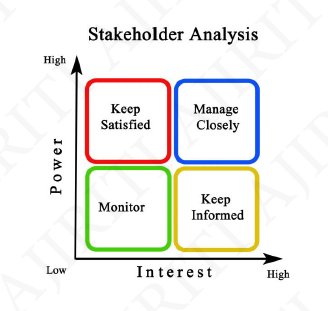 Stakeholder Analysis
High
Keep
Satisfied
Manage
Closely
Power
Monitor
Keep
Informed
Low
Interest
High